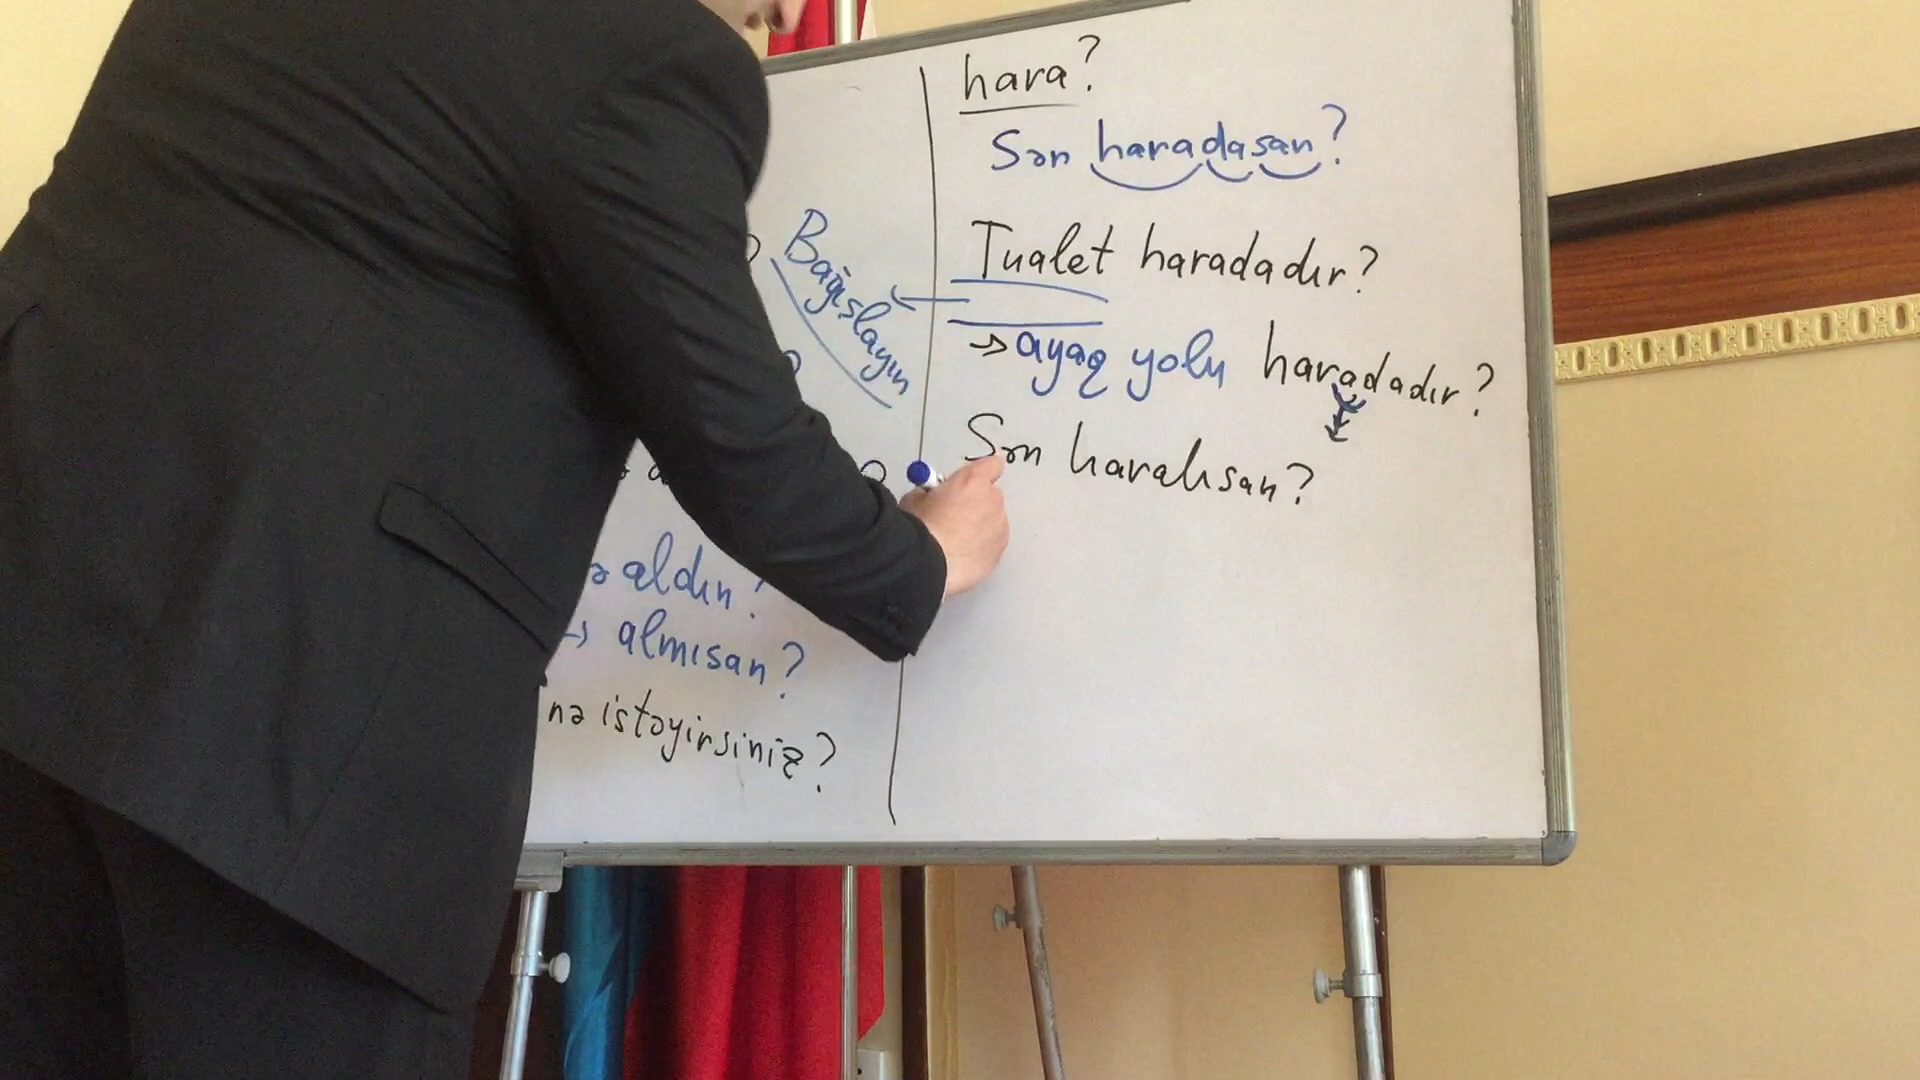 hara?
Sən haradasan?
Tualet haradadır?
→ ayaq yolu haradadır?
Sən haralısan?
Bağışlayın
aldın?
→ almısan?
nə istəyirsiniz?